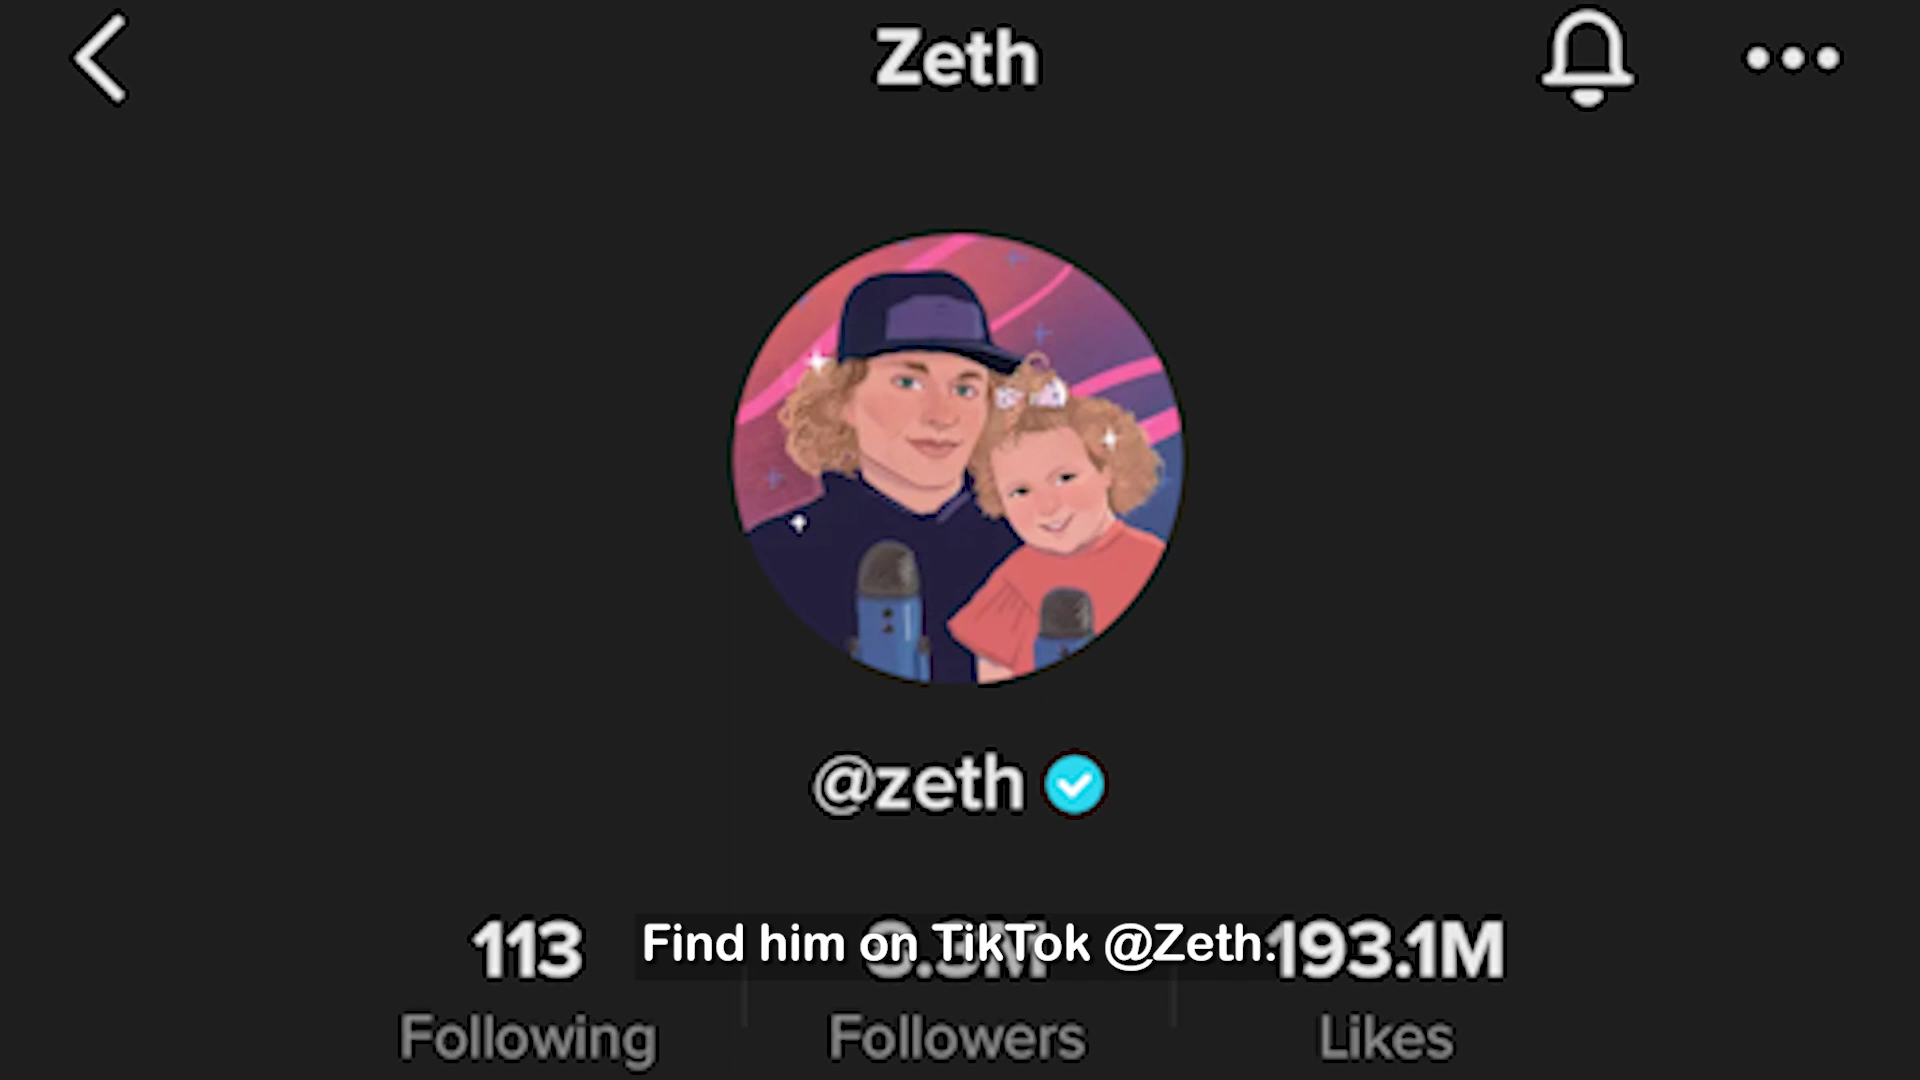 Zeth
@zeth
113
Find him on TikTok @Zeth.
193.1M
Following
Followers
Likes